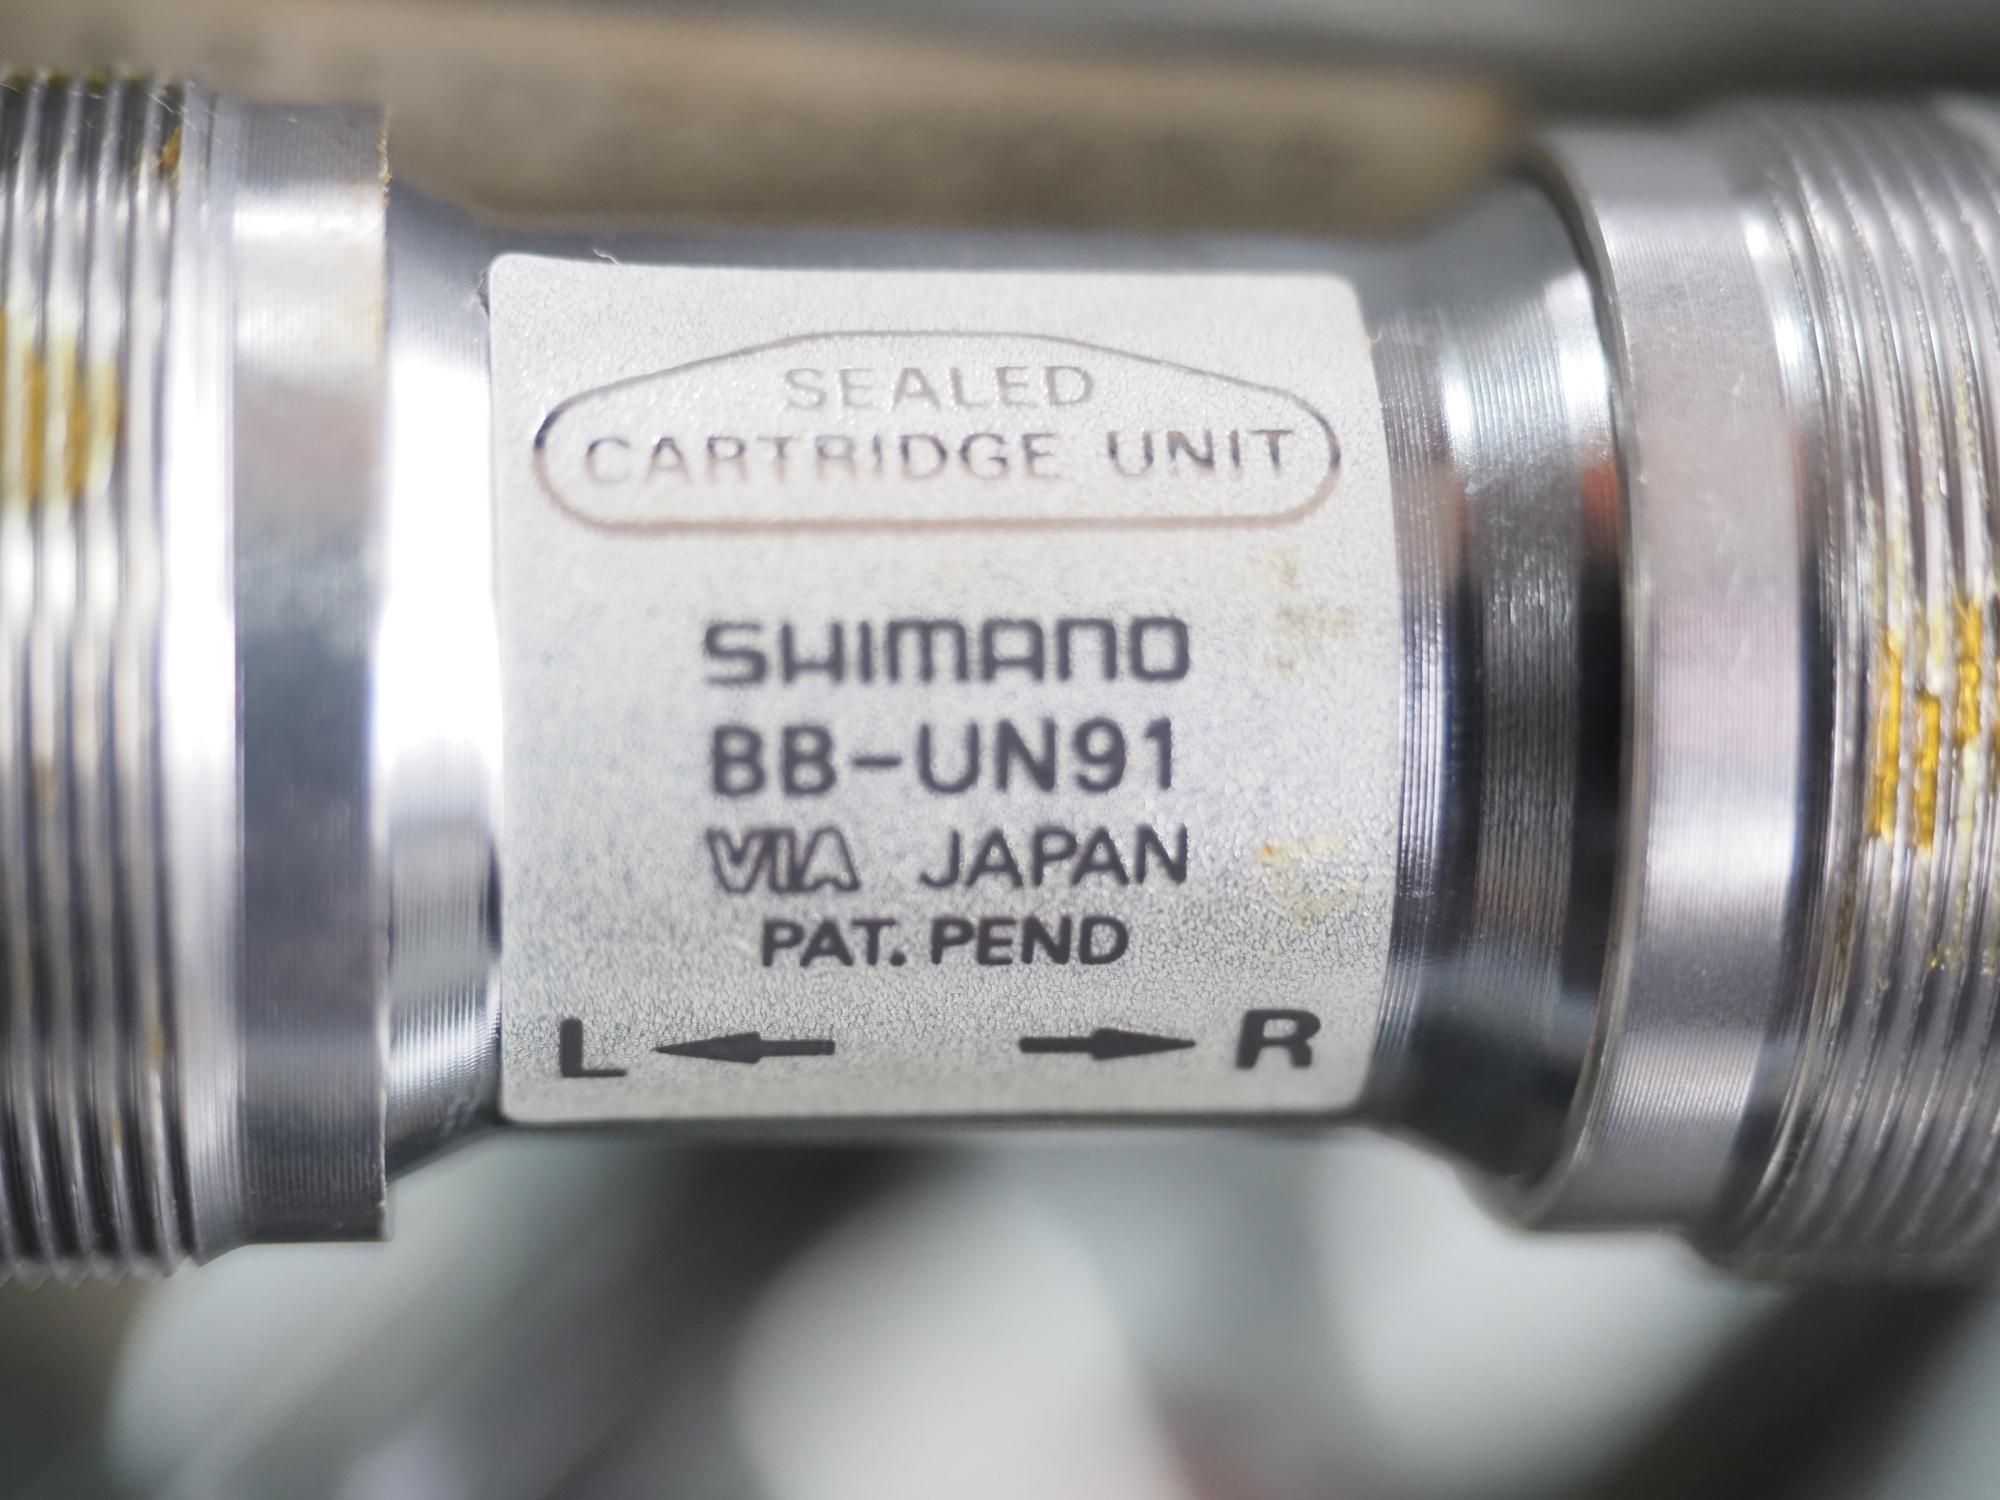 SEALED
CARTRIDGE UNIT
SHIMANO
BB-UN91
VIA JAPAN
PAT. PEND
L R